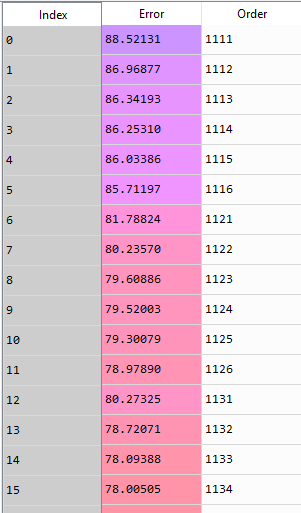 Index Error Order
0 88.52131 1111
1 86.96877 1112
2 86.34193 1113
3 86.25310 1114
4 86.03386 1115
5 85.71197 1116
6 81.78824 1121
7 80.23570 1122
8 79.60886 1123
9 79.52003 1124
10 79.30079 1125
11 78.97890 1126
12 80.27325 1131
13 78.72071 1132
14 78.09388 1133
15 78.00505 1134